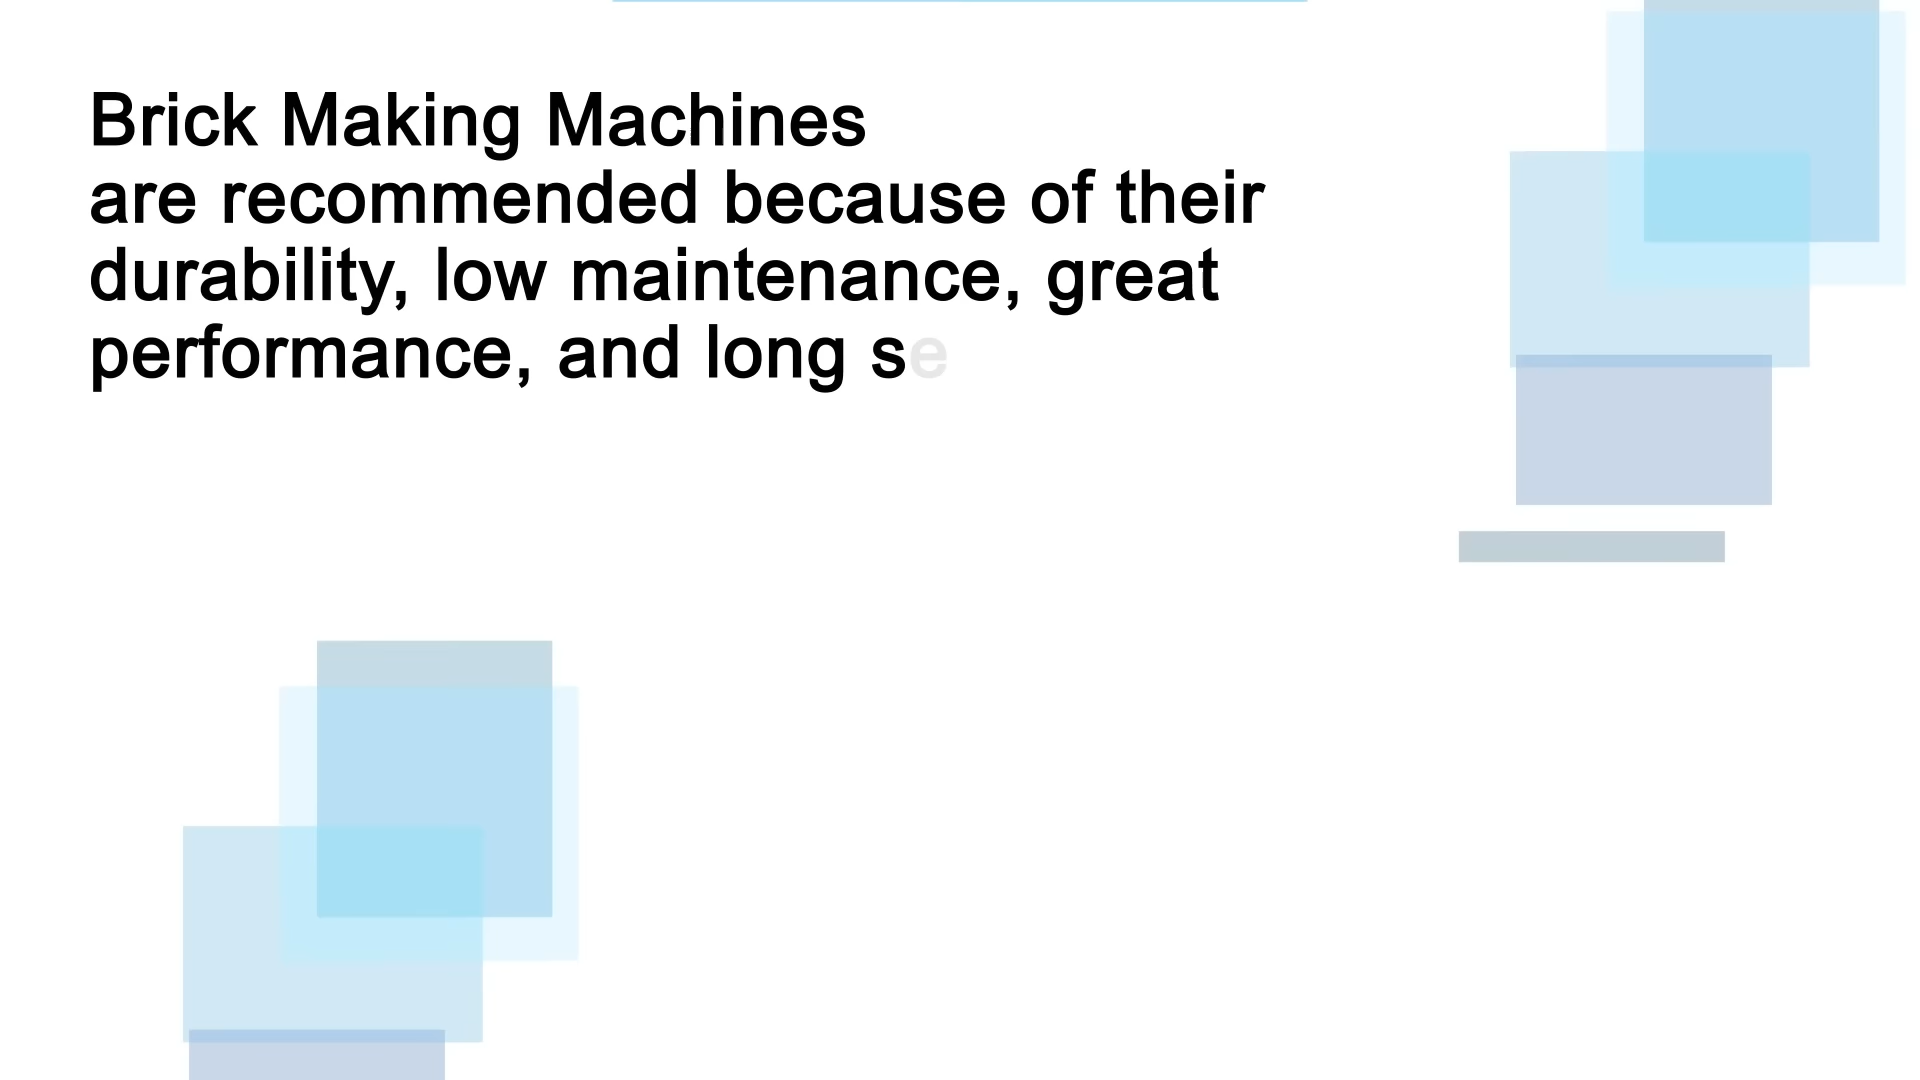 Brick Making Machines
are recommended because of their
durability, low maintenance, great
performance, and long se